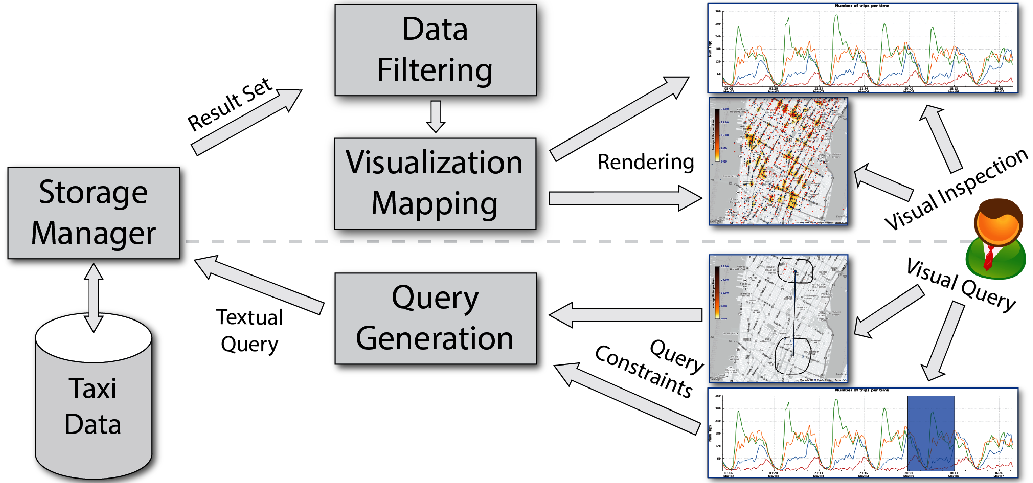 Data
Filtering
Number of trips per time
Result Set
Visualization
Mapping
Rendering
Storage
Manager
Visual Inspection
Visual Query
Query
Generation
Textual
Query
Query
Constraints
Taxi
Data
Number of trips per time